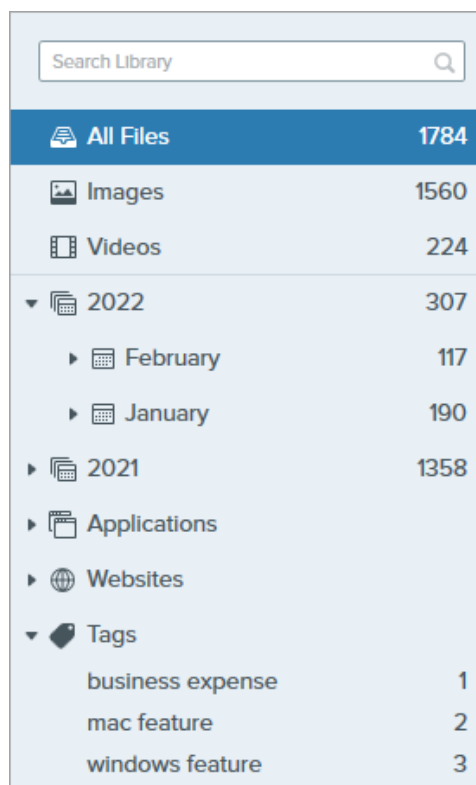 Search Library
All Files 1784
Images 1560
Videos 224
2022 307
February 117
January 190
2021 1358
Applications
Websites
Tags
business expense 1
mac feature 2
windows feature 3